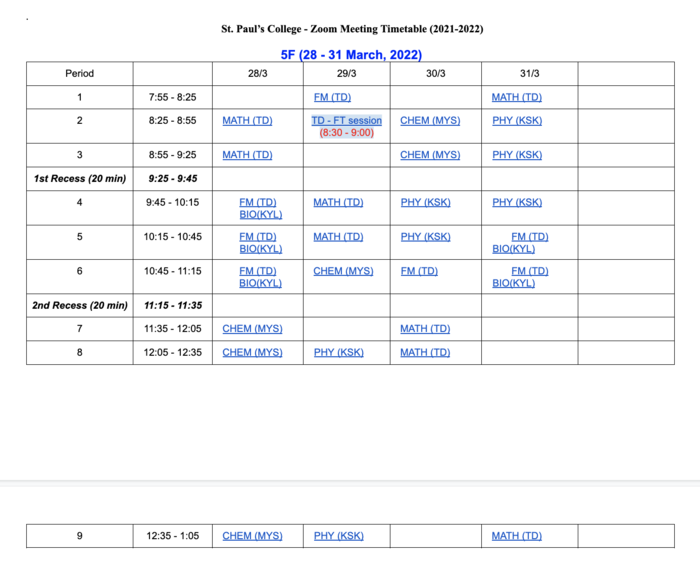 St. Paul's College - Zoom Meeting Timetable (2021-2022)
5F (28 - 31 March, 2022)
Period 28/3 29/3 30/3 31/3
1 7:55 - 8:25 FM (TD) MATH (TD)
2 8:25 - 8:55 MATH (TD) TD - FT session CHEM (MYS) PHY (KSK)
(8:30 - 9:00)
3 8:55 - 9:25 MATH (TD) CHEM (MYS) PHY (KSK)
1st Recess (20 min) 9:25 - 9:45
4 9:45 - 10:15 FM (TD) MATH (TD) PHY (KSK) PHY (KSK)
BIO(KYL)
5 10:15 - 10:45 FM (TD) MATH (TD) PHY (KSK) FM (TD)
BIO(KYL) BIO(KYL)
6 10:45 - 11:15 FM (TD) CHEM (MYS) FM (TD) FM (TD)
BIO(KYL) BIO(KYL)
2nd Recess (20 min) 11:15 - 11:35
7 11:35 - 12:05 CHEM (MYS) MATH (TD)
8 12:05 - 12:35 CHEM (MYS) PHY (KSK) MATH (TD)
9 12:35 - 1:05 CHEM (MYS) PHY (KSK) MATH (TD)